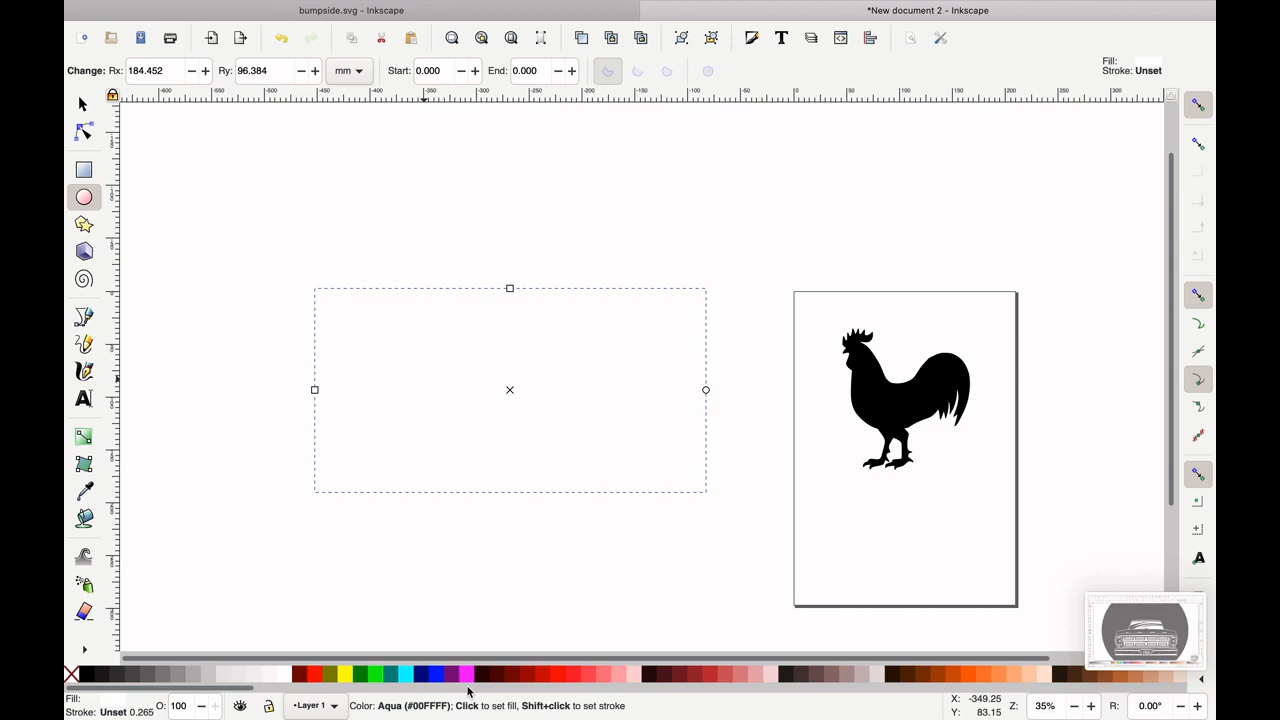 bumpside.svg - Inkscape
*New document 2 - Inkscape
Change: Rx: 184.452 Ry: 96.384 mm Start: 0.000 End: 0.000
Fill:
Stroke: Unset
Fill:
Stroke: Unset 0.265
O: 100
•Layer 1
Color: Aqua (#00FFFF); Click to set fill, Shift+click to set stroke
X: -349.25
Y: 83.15
Z: 35%
R: 0.00°